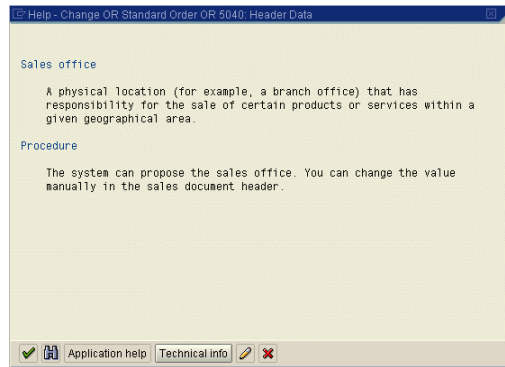 Help - Change OR Standard Order OR 5040: Header Data
Sales office
A physical location (for example, a branch office) that has
responsibility for the sale of certain products or services within a
given geographical area.
Procedure
The system can propose the sales office. You can change the value
manually in the sales document header.
Application help Technical info